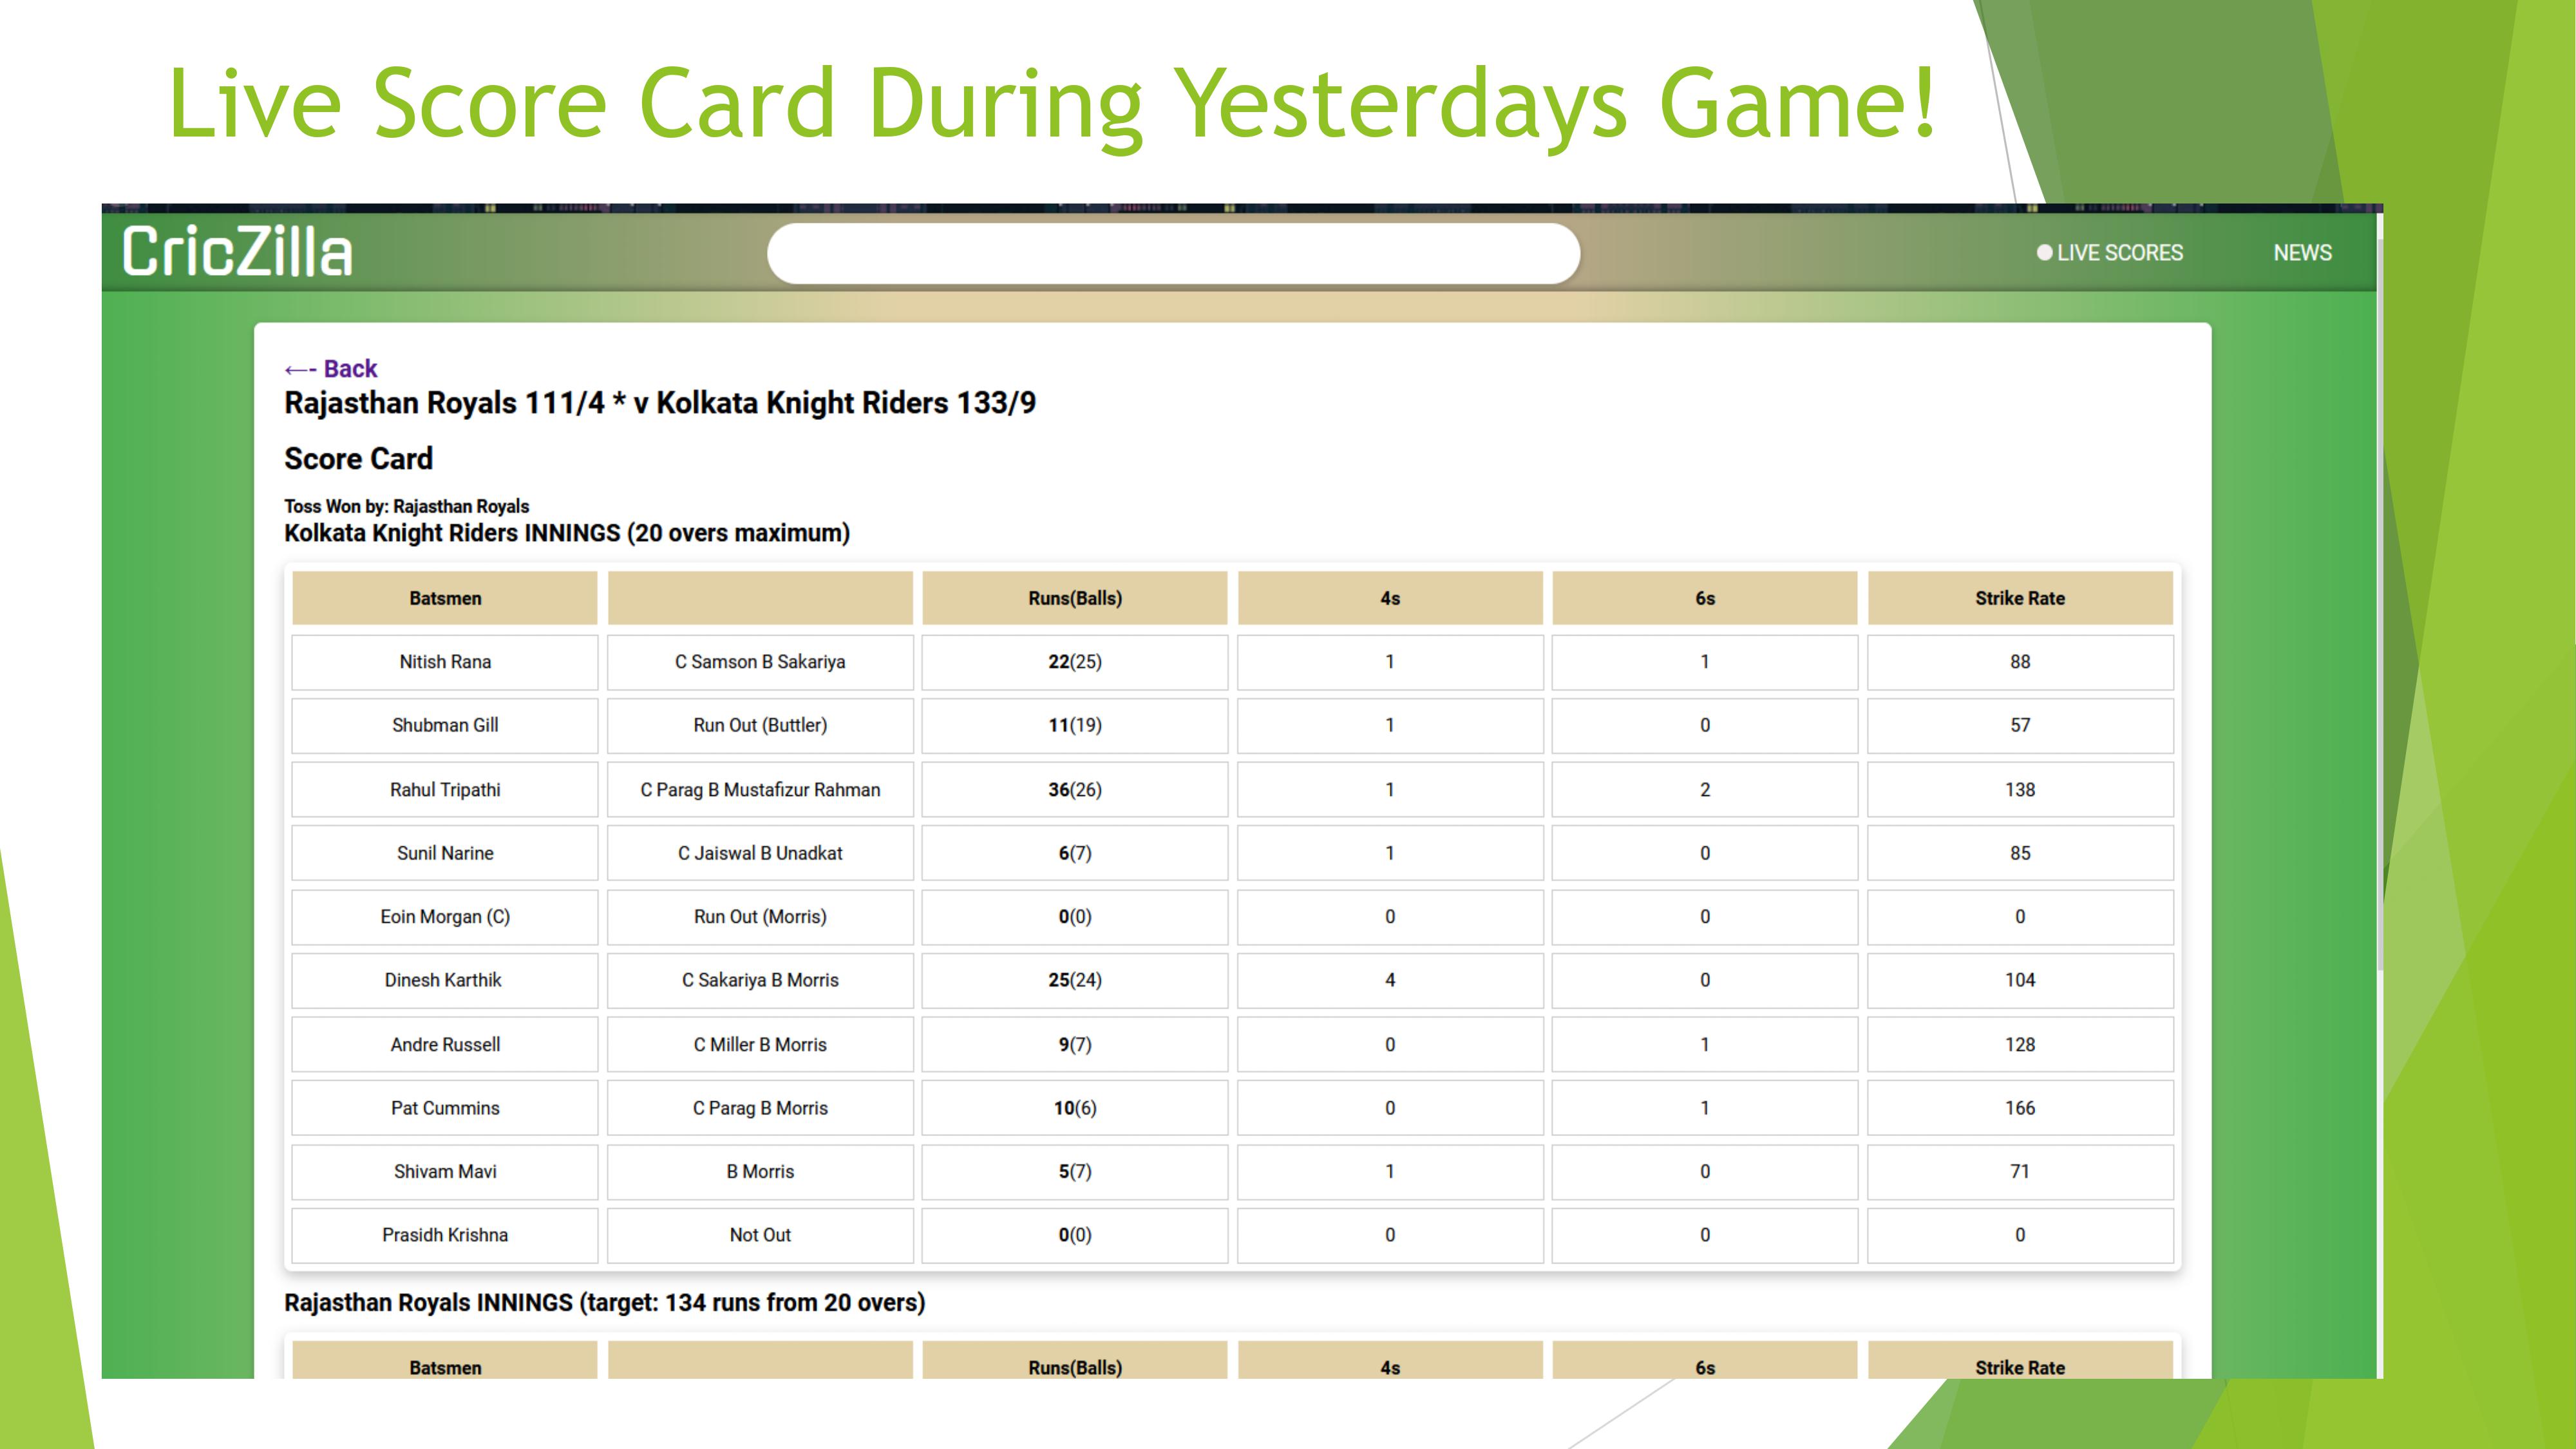 Live Score Card During Yesterdays Game!
CricZilla
LIVE SCORES NEWS
←- Back
Rajasthan Royals 111/4 * v Kolkata Knight Riders 133/9
Score Card
Toss Won by: Rajasthan Royals
Kolkata Knight Riders INNINGS (20 overs maximum)
Batsmen Runs(Balls) 4s 6s Strike Rate
Nitish Rana C Samson B Sakariya 22(25) 1 1 88
Shubman Gill Run Out (Buttler) 11(19) 1 0 57
Rahul Tripathi C Parag B Mustafizur Rahman 36(26) 1 2 138
Sunil Narine C Jaiswal B Unadkat 6(7) 1 0 85
Eoin Morgan (C) Run Out (Morris) 0(0) 0 0 0
Dinesh Karthik C Sakariya B Morris 25(24) 4 0 104
Andre Russell C Miller B Morris 9(7) 0 1 128
Pat Cummins C Parag B Morris 10(6) 0 1 166
Shivam Mavi B Morris 5(7) 1 0 71
Prasidh Krishna Not Out 0(0) 0 0 0
Rajasthan Royals INNINGS (target: 134 runs from 20 overs)
Batsmen Runs(Balls) 4s 6s Strike Rate